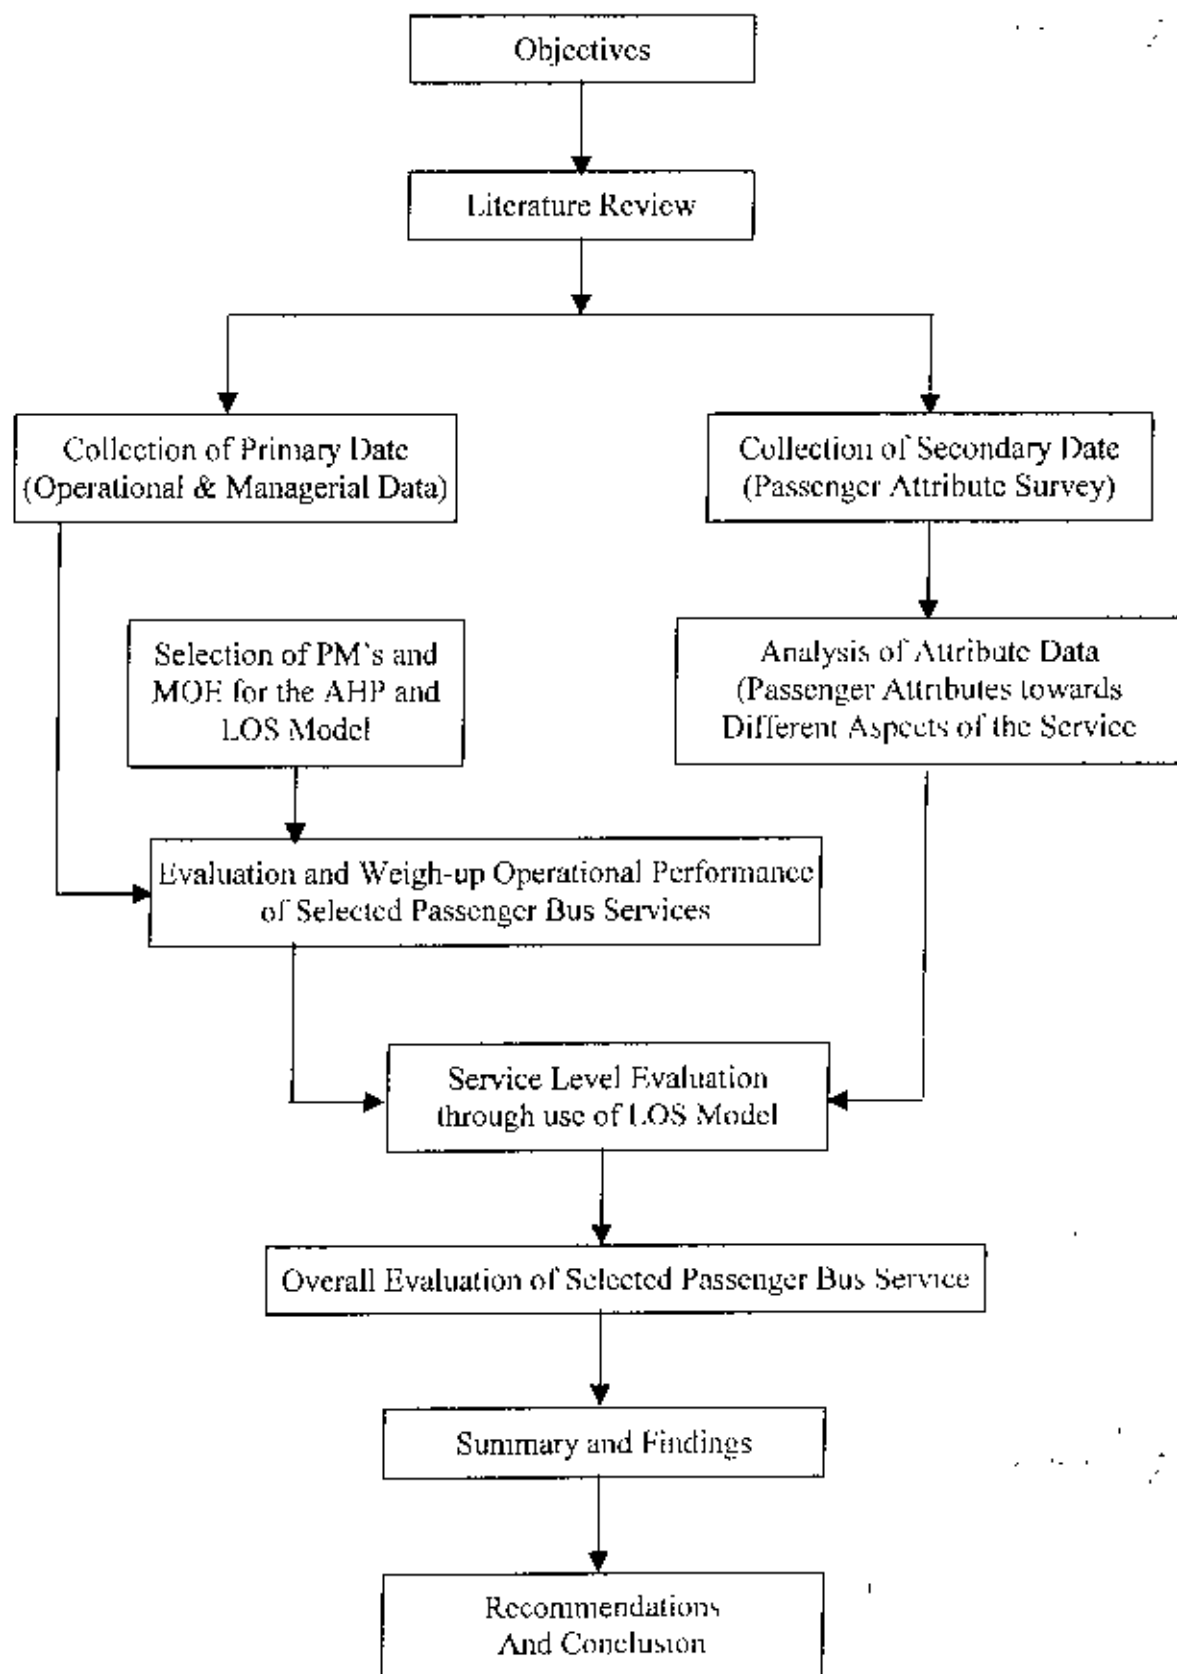 Objectives
Literature Review
Collection of Primary Date
(Operational & Managerial Data)
Collection of Secondary Date
(Passenger Attribute Survey)
Selection of PM's and
MOE for the AHP and
LOS Model
Analysis of Attribute Data
(Passenger Attributes towards
Different Aspects of the Service
Evaluation and Weigh-up Operational Performance
of Selected Passenger Bus Services
Service Level Evaluation
through use of LOS Model
Overall Evaluation of Selected Passenger Bus Service
Summary and Findings
Recommendations
And Conclusion